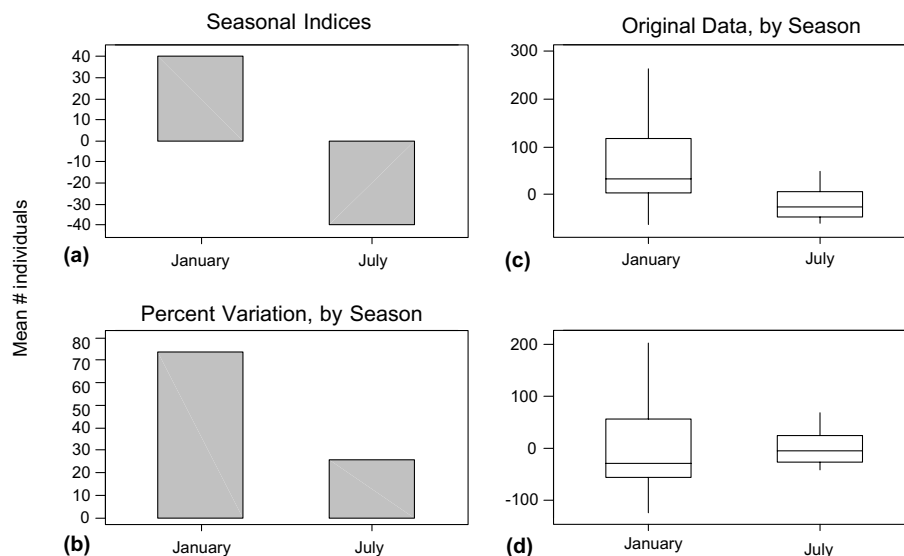 Seasonal Indices
40
30
20
10
0
-10
-20
-30
-40
(a)
January
July
Original Data, by Season
300
200
100
0
(c)
January
July
Mean # individuals
Percent Variation, by Season
80
70
60
50
40
30
20
10
0
(b)
January
July
200
100
0
-100
(d)
January
July